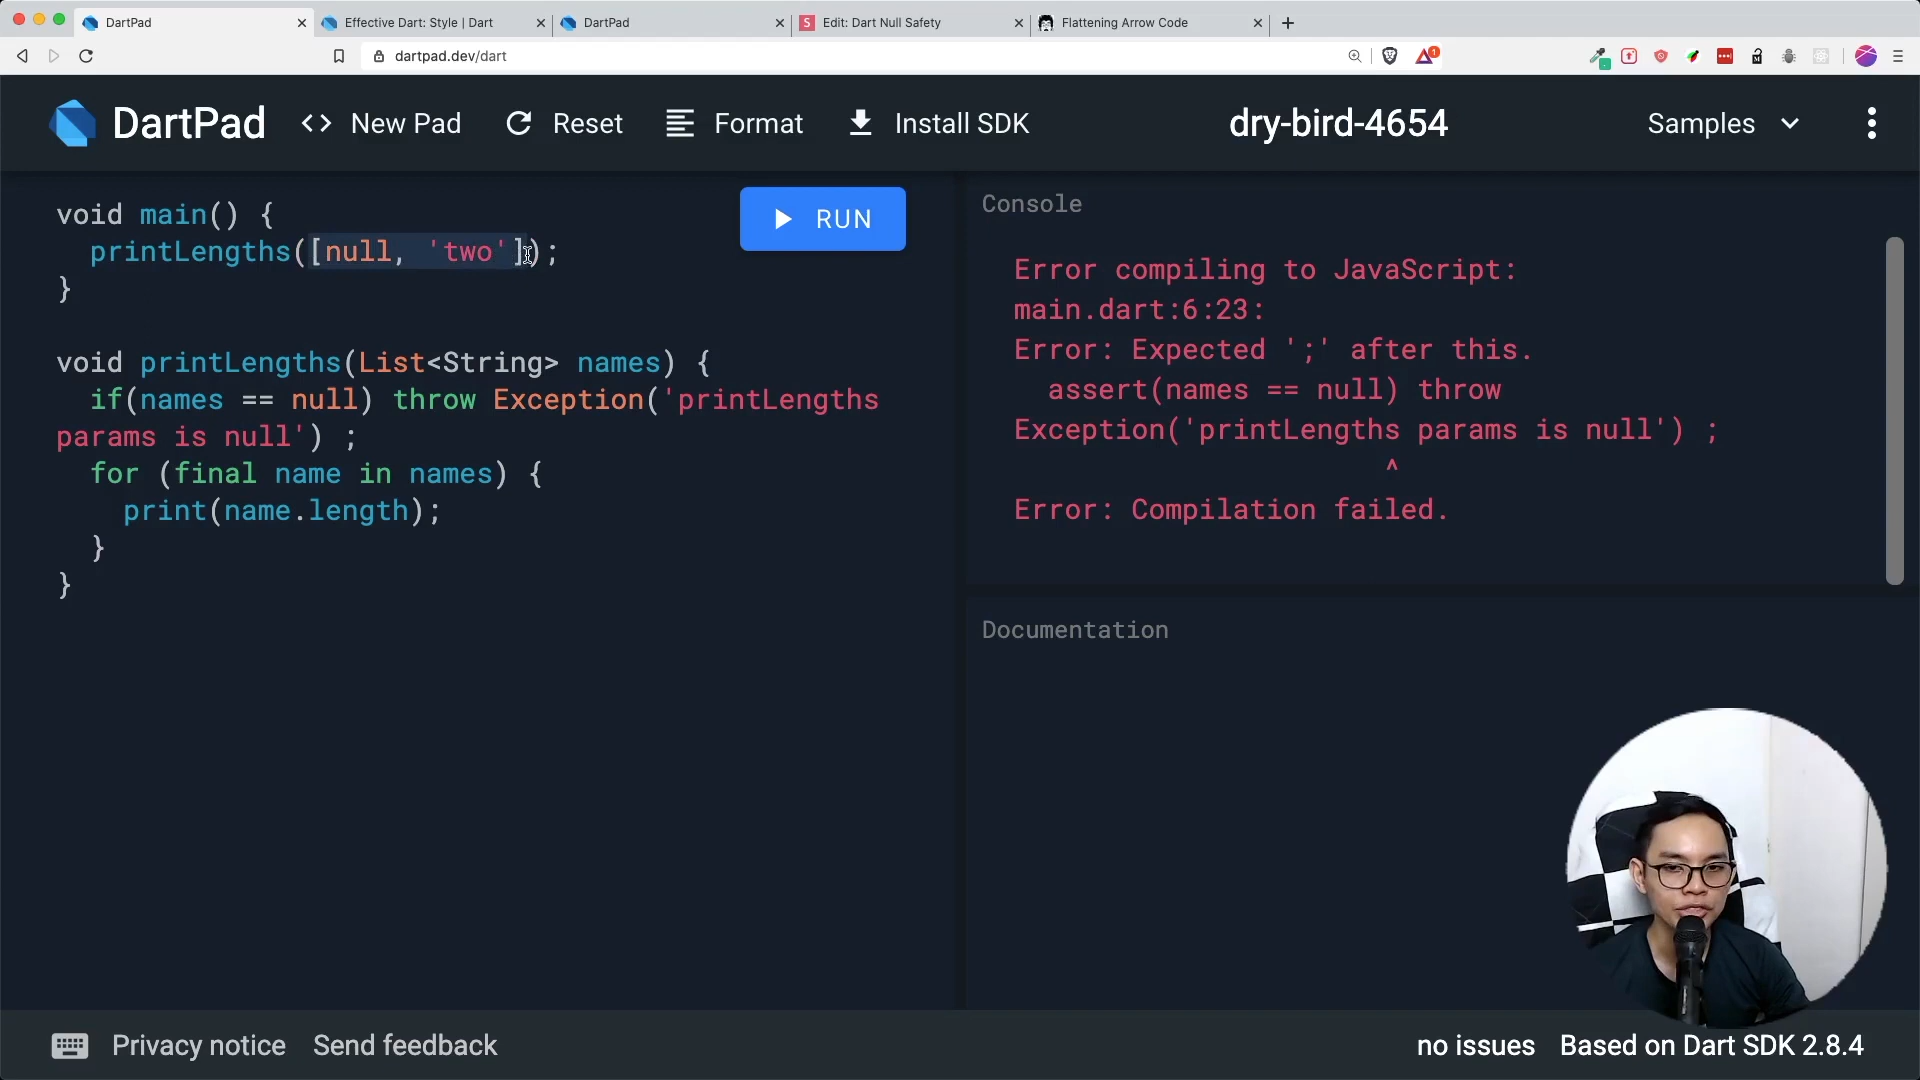 DartPad
Effective Dart: Style | Dart
DartPad
Edit: Dart Null Safety
Flattening Arrow Code
dartpad.dev/dart
DartPad
New Pad
Reset
Format
Install SDK
dry-bird-4654
Samples
void main() {
  printLengths([null, 'two']);
}
void printLengths(List<String> names) {
  if(names == null) throw Exception('printLengths
params is null') ;
  for (final name in names) {
    print(name.length);
  }
}
RUN
Console
Error compiling to JavaScript:
main.dart:6:23:
Error: Expected ';' after this.
  assert(names == null) throw
Exception('printLengths params is null') ;
^
Error: Compilation failed.
Documentation
Privacy notice
Send feedback
no issues
Based on Dart SDK 2.8.4